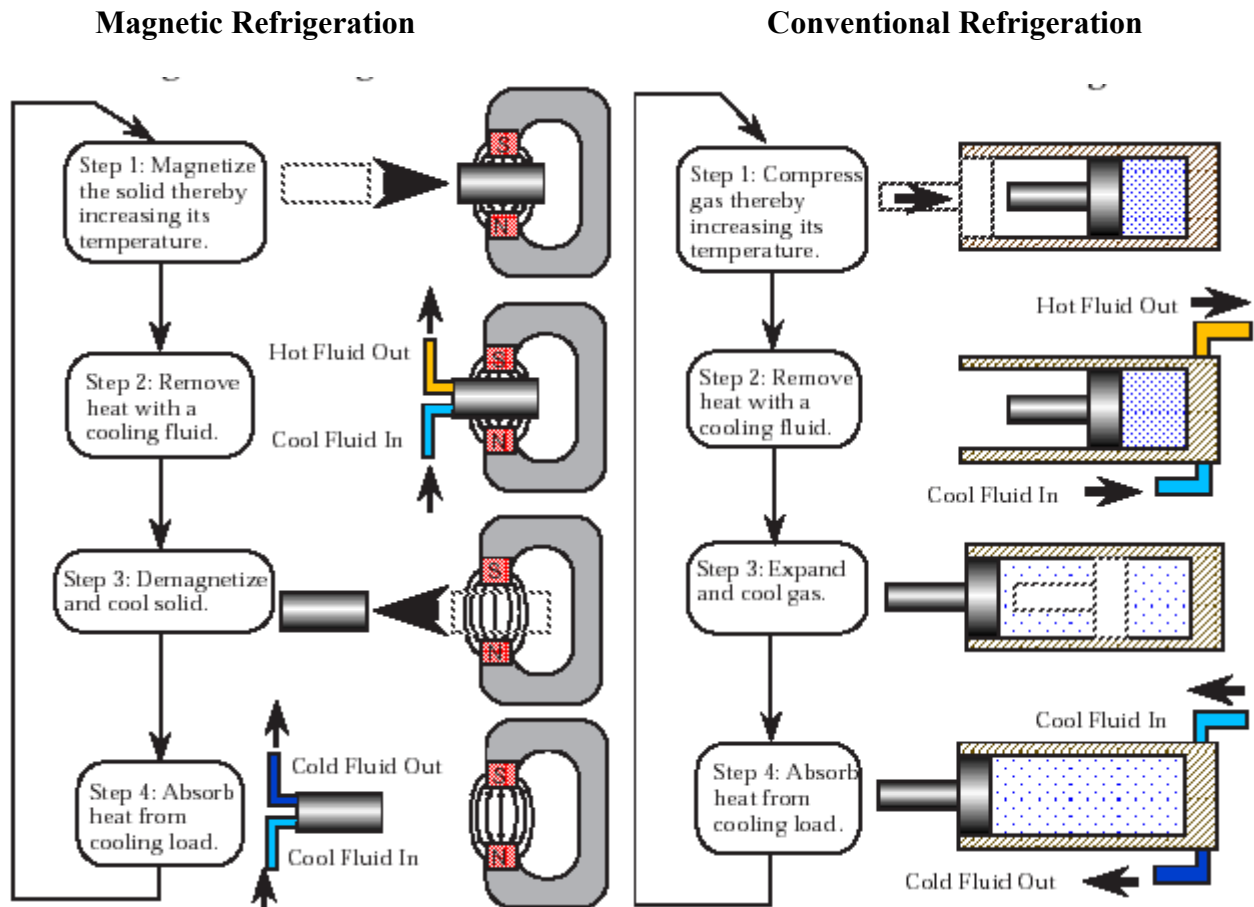 Magnetic Refrigeration
Step 1: Magnetize
the solid thereby
increasing its
temperature.
N
Hot Fluid Out
Step 2: Remove
heat with a
cooling fluid.
Cool Fluid In
S
N
Step 3: Demagnetize
and cool solid.
S
Step 4: Absorb
heat from
cooling load.
Cold Fluid Out
Cool Fluid In
S
N
Conventional Refrigeration
Step 1: Compress
gas thereby
increasing its
temperature.
Hot Fluid Out
Step 2: Remove
heat with a
cooling fluid.
Cool Fluid In
Step 3: Expand
and cool gas.
Cool Fluid In
Step 4: Absorb
heat from
cooling load.
Cold Fluid Out